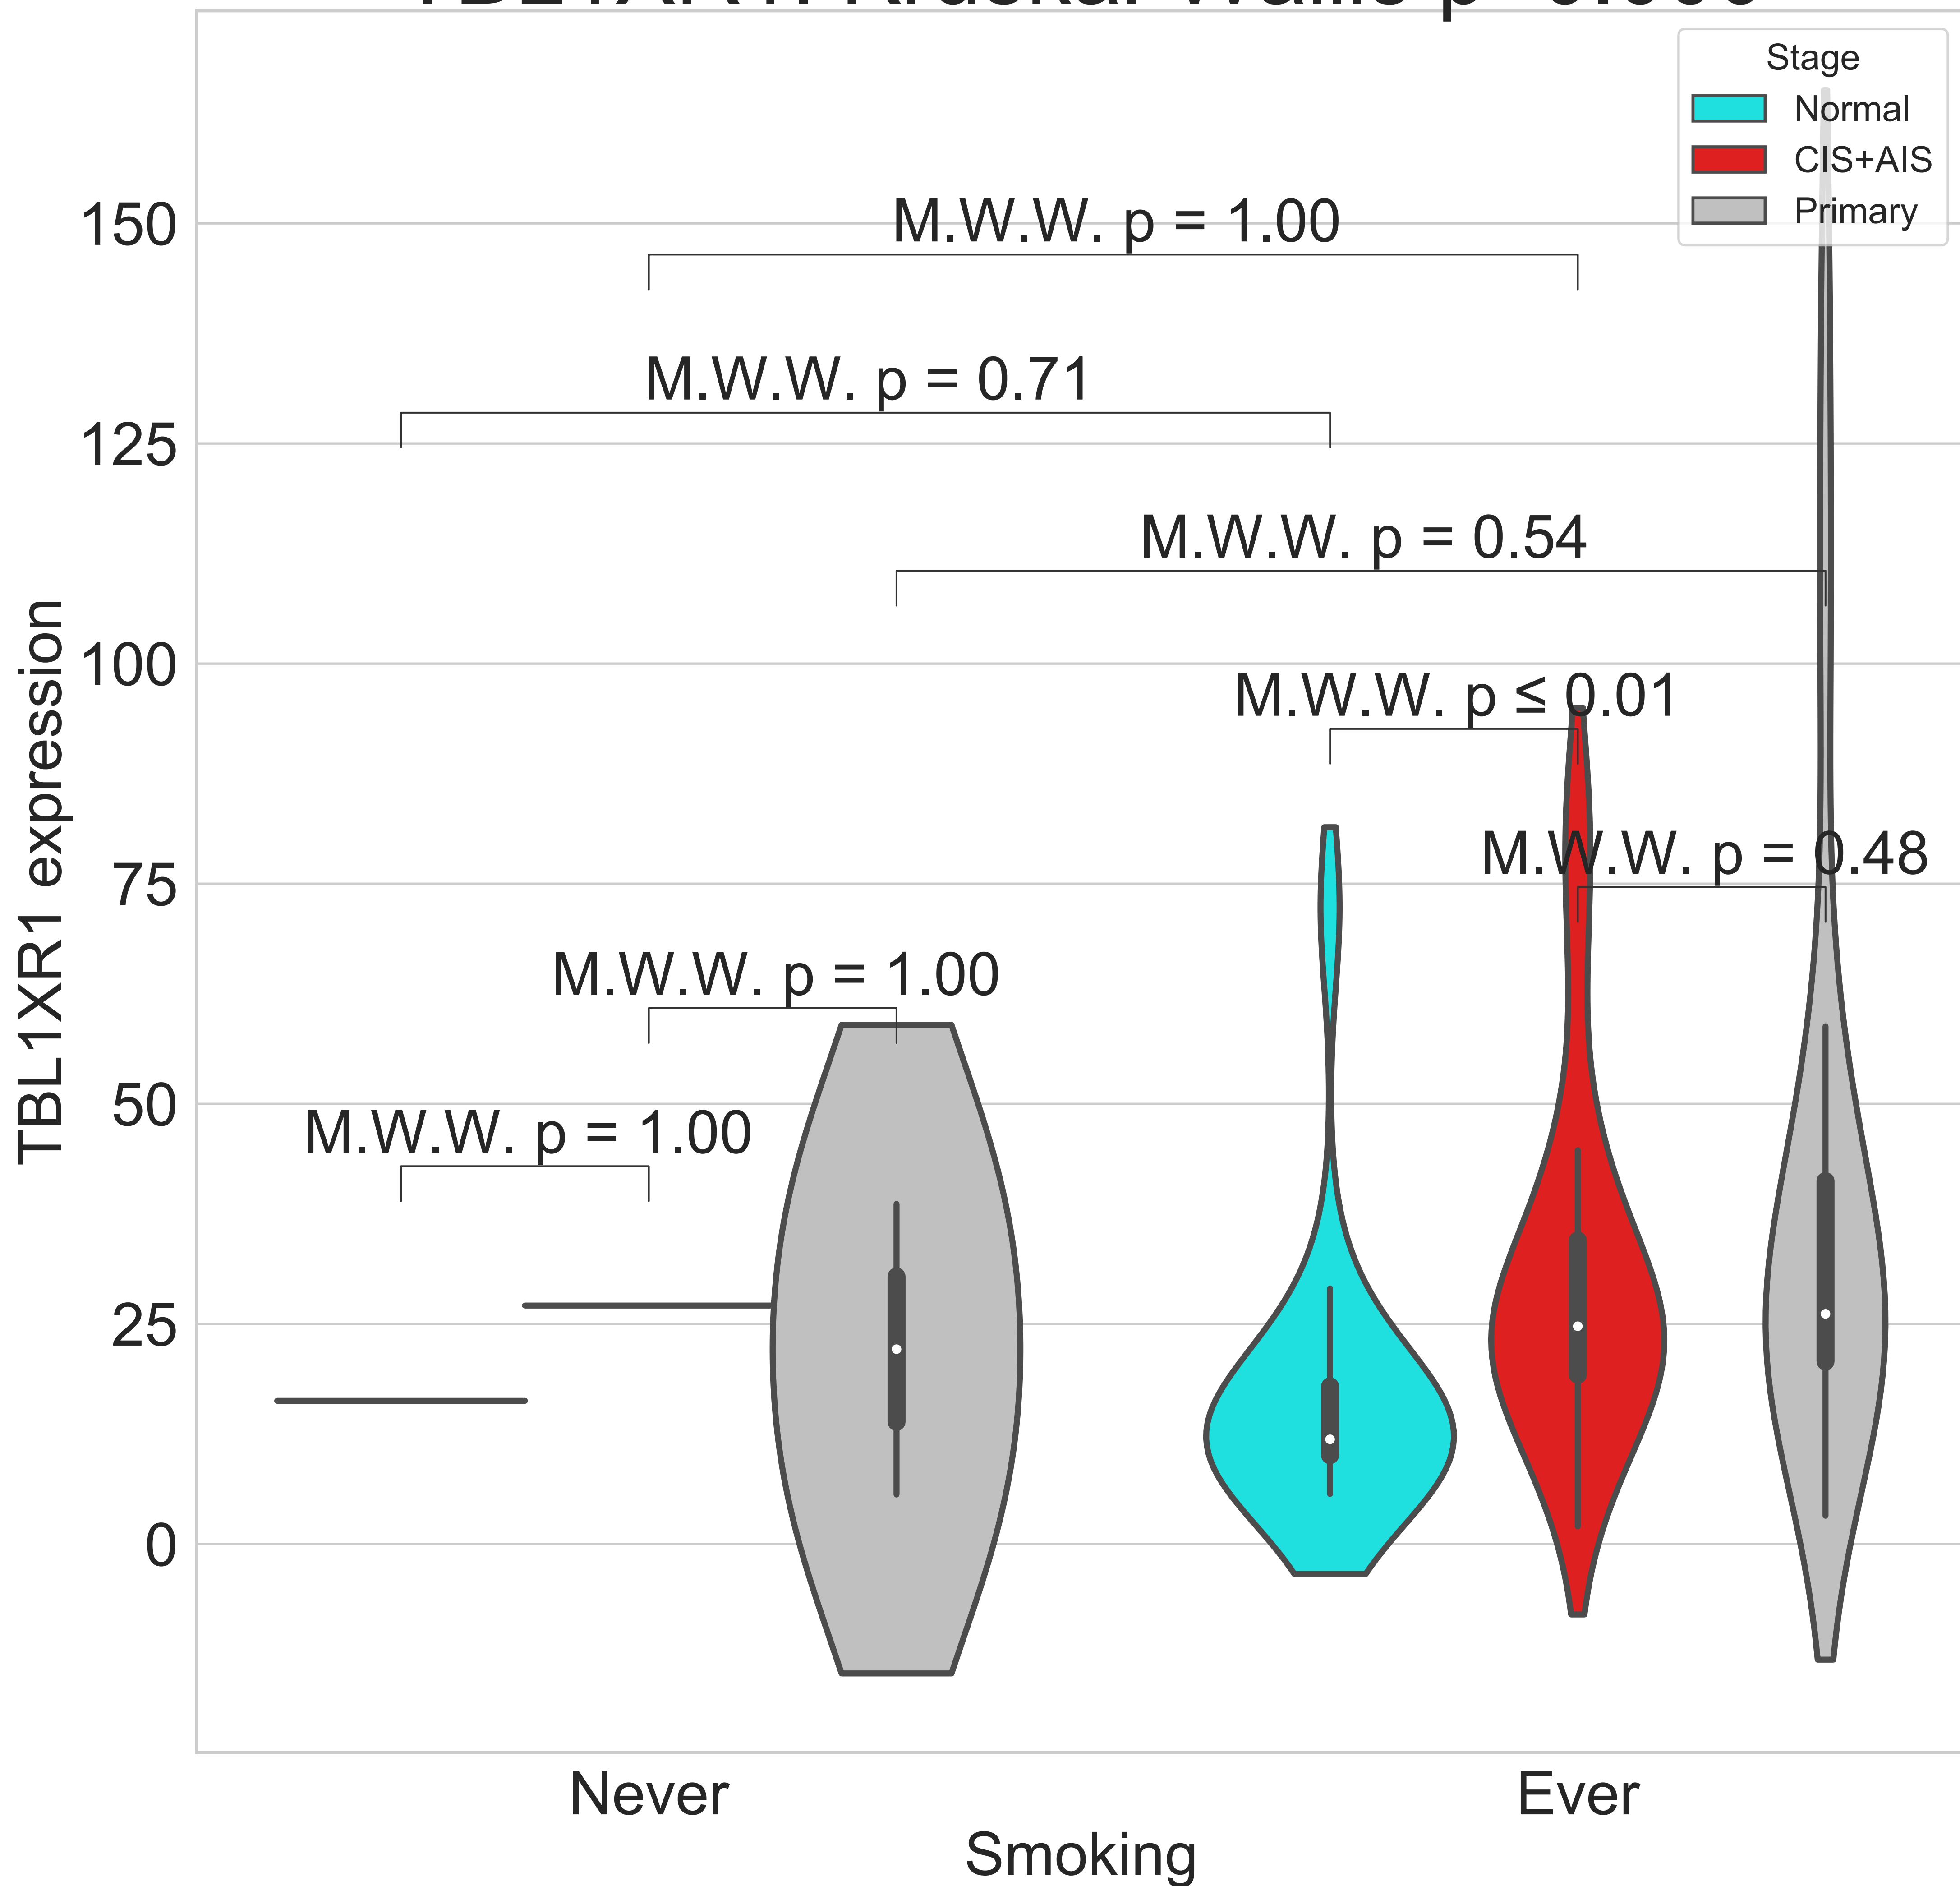 Stage
Normal
CIS+AIS
Primary
M.W.W. p = 1.00
M.W.W. p = 0.71
M.W.W. p = 0.54
M.W.W. p ≤ 0.01
M.W.W. p = 0.48
M.W.W. p = 1.00
M.W.W. p = 1.00
150
125
100
75
50
25
0
TBL1XR1 expression
Never
Ever
Smoking